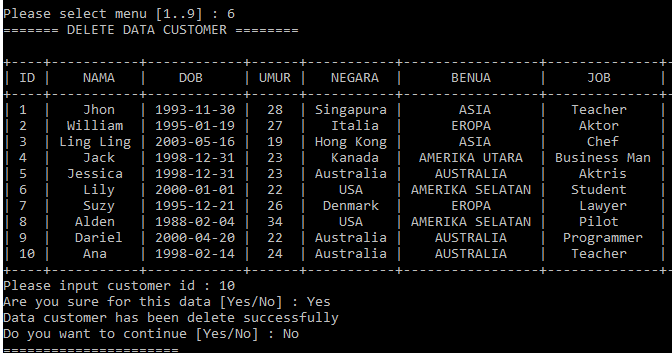 Please select menu [1..9] : 6
======= DELETE DATA CUSTOMER ========
| ID | NAMA | DOB | UMUR | NEGARA | BENUA | JOB |
| 1 | Jhon | 1993-11-30 | 28 | Singapura | ASIA | Teacher |
| 2 | William | 1995-01-19 | 27 | Italia | EROPA | Aktor |
| 3 | Ling Ling | 2003-05-16 | 19 | Hong Kong | ASIA | Chef |
| 4 | Jack | 1998-12-31 | 23 | Kanada | AMERIKA UTARA | Business Man |
| 5 | Jessica | 1998-12-31 | 23 | Australia | AUSTRALIA | Aktris |
| 6 | Lily | 2000-01-01 | 22 | USA | AMERIKA SELATAN | Student |
| 7 | Suzy | 1995-12-21 | 26 | Denmark | EROPA | Lawyer |
| 8 | Alden | 1988-02-04 | 34 | USA | AMERIKA SELATAN | Pilot |
| 9 | Dariel | 2000-04-20 | 22 | Australia | AUSTRALIA | Programmer |
| 10 | Ana | 1998-02-14 | 24 | Australia | AUSTRALIA | Teacher |
Please input customer id : 10
Are you sure for this data [Yes/No] : Yes
Data customer has been delete successfully
Do you want to continue [Yes/No] : No
======================